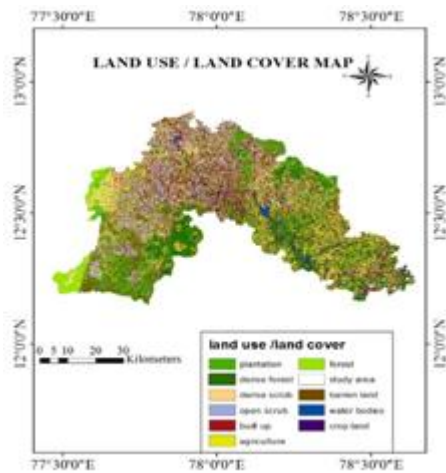 77°30'0"E 78°0'0"E 78°30'0"E
LAND USE / LAND COVER MAP
13°0'0"N
13°0'0"N
12°30'0"N
12°30'0"N
12°0'0"N
12°0'0"N
0 5 10 20 30
Kilometers
land use /land cover
plantation
forest
dense forest
study area
dense scrub
barren land
open scrub
water bodies
built up
crop land
agriculture
77°30'0"E 78°0'0"E 78°30'0"E